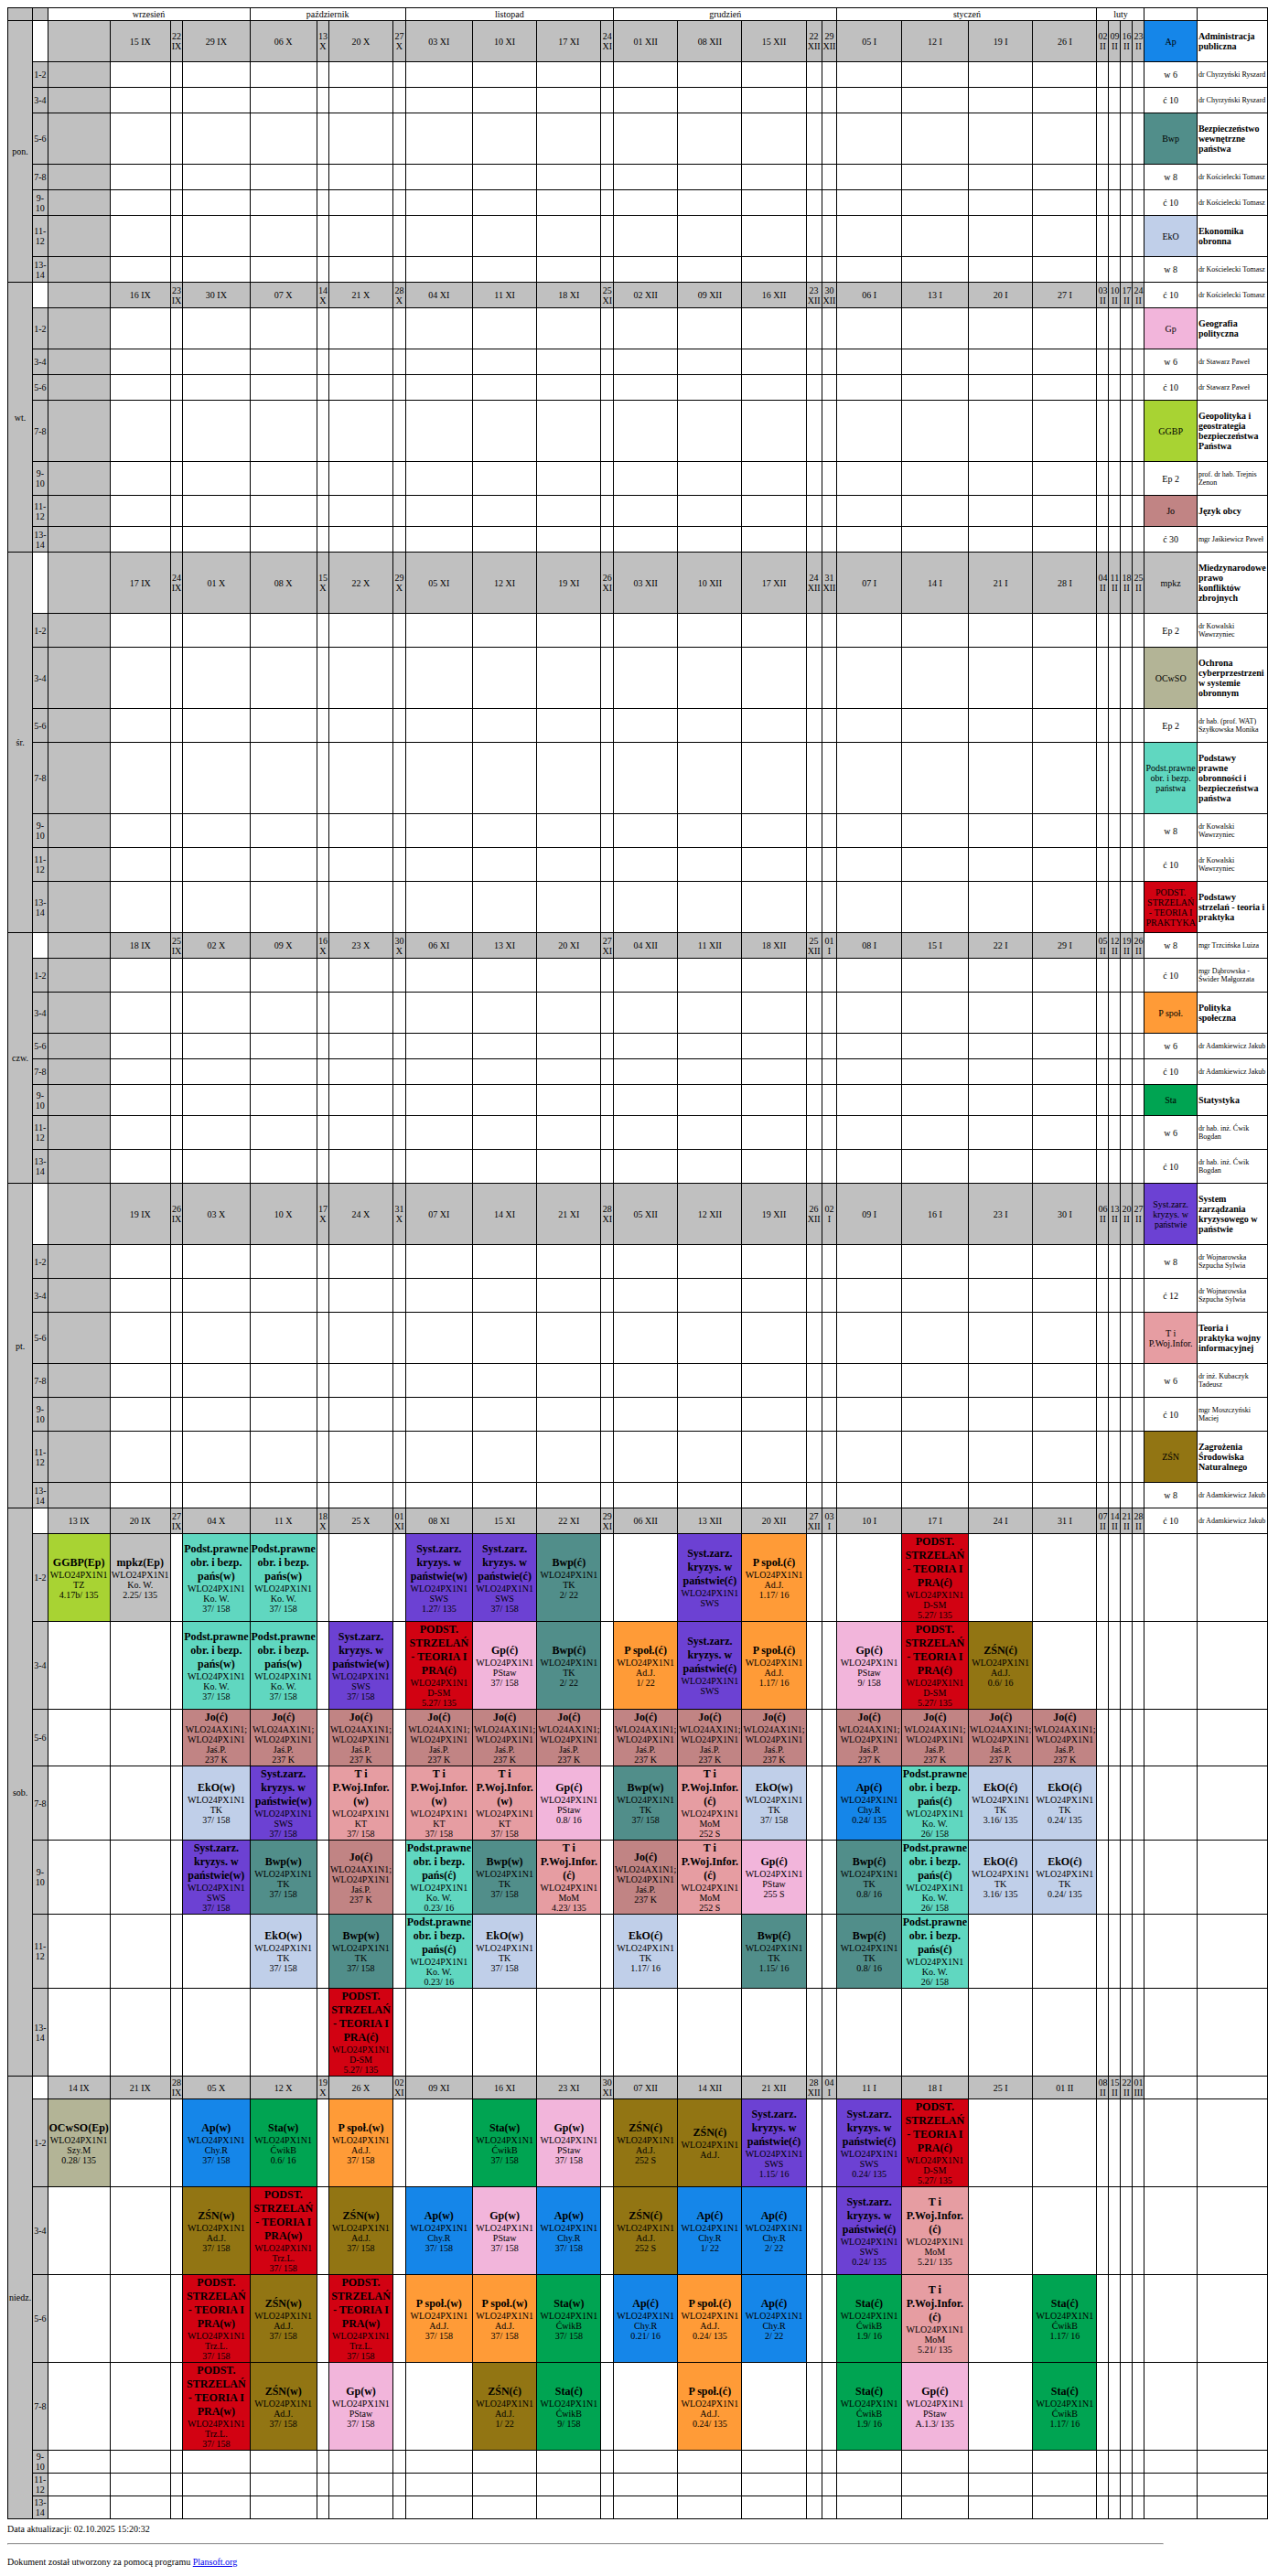 wrzesień październik listopad grudzień styczeń luty
15 IX 22 IX 29 IX 06 X 13 X 20 X 27 X 03 XI 10 XI 17 XI 24 XI 01 XII 08 XII 15 XII 22 XII 29 XII 05 I 12 I 19 I 26 I 02 II 09 II 16 II 23 II Ap Administracja publiczna
pon.
1-2 w 6 dr Chyrzyński Ryszard
3-4 ć 10 dr Chyrzyński Ryszard
5-6 Bwp Bezpieczeństwo wewnętrzne państwa
7-8 w 8 dr Kościelecki Tomasz
9-10 ć 10 dr Kościelecki Tomasz
11-12 EkO Ekonomika obronna
13-14 w 8 dr Kościelecki Tomasz
16 IX 23 IX 30 IX 07 X 14 X 21 X 28 X 04 XI 11 XI 18 XI 25 XI 02 XII 09 XII 16 XII 23 XII 30 XII 06 I 13 I 20 I 27 I 03 II 10 II 17 II 24 II ć 10 dr Kościelecki Tomasz
wt.
1-2 Gp Geografia polityczna
3-4 w 6 dr Stawarz Paweł
5-6 ć 10 dr Stawarz Paweł
7-8 GGBP Geopolityka i geostrategia bezpieczeństwa Państwa
9-10 Ep 2 prof. dr hab. Trejnis Zenon
11-12 Jo Język obcy
13-14 ć 30 mgr Jaśkiewicz Paweł
17 IX 24 IX 01 X 08 X 15 X 22 X 29 X 05 XI 12 XI 19 XI 26 XI 03 XII 10 XII 17 XII 24 XII 31 XII 07 I 14 I 21 I 28 I 04 II 11 II 18 II 25 II mpkz Miedzynarodowe prawo konfliktów zbrojnych
śr.
1-2 Ep 2 dr Kowalski Wawrzyniec
3-4 OCwSO Ochrona cyberprzestrzeni w systemie obronnym
5-6 Ep 2 dr hab. (prof. WAT) Szyłkowska Monika
7-8 Podst.prawne obr. i bezp. państwa Podstawy prawne obronności i bezpieczeństwa państwa
9-10 w 8 dr Kowalski Wawrzyniec
11-12 ć 10 dr Kowalski Wawrzyniec
13-14 PODST. STRZELAŃ - TEORIA I PRAKTYKA Podstawy strzelań - teoria i praktyka
18 IX 25 IX 02 X 09 X 16 X 23 X 30 X 06 XI 13 XI 20 XI 27 XI 04 XII 11 XII 18 XII 25 XII 01 I 08 I 15 I 22 I 29 I 05 II 12 II 19 II 26 II w 8 mgr Trzcińska Luiza
czw.
1-2 ć 10 mgr Dąbrowska - Świder Małgorzata
3-4 P społ. Polityka społeczna
5-6 w 6 dr Adamkiewicz Jakub
7-8 ć 10 dr Adamkiewicz Jakub
9-10 Sta Statystyka
11-12 w 6 dr hab. inż. Ćwik Bogdan
13-14 ć 10 dr hab. inż. Ćwik Bogdan
19 IX 26 IX 03 X 10 X 17 X 24 X 31 X 07 XI 14 XI 21 XI 28 XI 05 XII 12 XII 19 XII 26 XII 02 I 09 I 16 I 23 I 30 I 06 II 13 II 20 II 27 II Syst.zarz. kryzys. w państwie System zarządzania kryzysowego w państwie
pt.
1-2 w 8 dr Wojnarowska Szpucha Sylwia
3-4 ć 12 dr Wojnarowska Szpucha Sylwia
5-6 T i P.Woj.Infor. Teoria i praktyka wojny informacyjnej
7-8 w 6 dr inż. Kubaczyk Tadeusz
9-10 ć 10 mgr Moszczyński Maciej
11-12 ZŚN Zagrożenia Środowiska Naturalnego
13-14 w 8 dr Adamkiewicz Jakub
13 IX 20 IX 27 IX 04 X 11 X 18 X 25 X 01 XI 08 XI 15 XI 22 XI 29 XI 06 XII 13 XII 20 XII 27 XII 03 I 10 I 17 I 24 I 31 I 07 II 14 II 21 II 28 II ć 10 dr Adamkiewicz Jakub
sob.
1-2 GGBP(Ep) WLO24PX1N1 TZ 4.17b/ 135 mpkz(Ep) WLO24PX1N1 Ko. W. 2.25/ 135 Podst.prawne obr. i bezp. pańs(w) WLO24PX1N1 Ko. W. 37/ 158 Podst.prawne obr. i bezp. pańs(w) WLO24PX1N1 Ko. W. 37/ 158 Syst.zarz. kryzys. w państwie(w) WLO24PX1N1 SWS 1.27/ 135 Syst.zarz. kryzys. w państwie(ć) WLO24PX1N1 SWS 37/ 158 Bwp(ć) WLO24PX1N1 TK 2/ 22 Syst.zarz. kryzys. w państwie(ć) WLO24PX1N1 SWS P społ.(ć) WLO24PX1N1 Ad.J. 1.17/ 16 PODST. STRZELAŃ - TEORIA I PRA(ć) WLO24PX1N1 D-SM 5.27/ 135
3-4 Podst.prawne obr. i bezp. pańs(w) WLO24PX1N1 Ko. W. 37/ 158 Podst.prawne obr. i bezp. pańs(w) WLO24PX1N1 Ko. W. 37/ 158 Syst.zarz. kryzys. w państwie(w) WLO24PX1N1 SWS 37/ 158 PODST. STRZELAŃ - TEORIA I PRA(ć) WLO24PX1N1 D-SM 5.27/ 135 Gp(ć) WLO24PX1N1 PStaw 37/ 158 Bwp(ć) WLO24PX1N1 TK 2/ 22 P społ.(ć) WLO24PX1N1 Ad.J. 1/ 22 Syst.zarz. kryzys. w państwie(ć) WLO24PX1N1 SWS P społ.(ć) WLO24PX1N1 Ad.J. 1.17/ 16 Gp(ć) WLO24PX1N1 PStaw 9/ 158 PODST. STRZELAŃ - TEORIA I PRA(ć) WLO24PX1N1 D-SM 5.27/ 135 ZŚN(ć) WLO24PX1N1 Ad.J. 0.6/ 16
5-6 Jo(ć) WLO24AX1N1; WLO24PX1N1 Jaś.P. 237 K Jo(ć) WLO24AX1N1; WLO24PX1N1 Jaś.P. 237 K Jo(ć) WLO24AX1N1; WLO24PX1N1 Jaś.P. 237 K Jo(ć) WLO24AX1N1; WLO24PX1N1 Jaś.P. 237 K Jo(ć) WLO24AX1N1; WLO24PX1N1 Jaś.P. 237 K Jo(ć) WLO24AX1N1; WLO24PX1N1 Jaś.P. 237 K Jo(ć) WLO24AX1N1; WLO24PX1N1 Jaś.P. 237 K Jo(ć) WLO24AX1N1; WLO24PX1N1 Jaś.P. 237 K Jo(ć) WLO24AX1N1; WLO24PX1N1 Jaś.P. 237 K Jo(ć) WLO24AX1N1; WLO24PX1N1 Jaś.P. 237 K Jo(ć) WLO24AX1N1; WLO24PX1N1 Jaś.P. 237 K Jo(ć) WLO24AX1N1; WLO24PX1N1 Jaś.P. 237 K Jo(ć) WLO24AX1N1; WLO24PX1N1 Jaś.P. 237 K
7-8 EkO(w) WLO24PX1N1 TK 37/ 158 Syst.zarz. kryzys. w państwie(w) WLO24PX1N1 SWS 37/ 158 T i P.Woj.Infor.(w) WLO24PX1N1 KT 37/ 158 T i P.Woj.Infor.(w) WLO24PX1N1 KT 37/ 158 T i P.Woj.Infor.(w) WLO24PX1N1 KT 37/ 158 Gp(ć) WLO24PX1N1 PStaw 0.8/ 16 Bwp(w) WLO24PX1N1 TK 37/ 158 T i P.Woj.Infor.(ć) WLO24PX1N1 MoM 252 S EkO(w) WLO24PX1N1 TK 37/ 158 Ap(ć) WLO24PX1N1 Chy.R 0.24/ 135 Podst.prawne obr. i bezp. pańs(ć) WLO24PX1N1 Ko. W. 26/ 158 EkO(ć) WLO24PX1N1 TK 3.16/ 135 EkO(ć) WLO24PX1N1 TK 0.24/ 135
9-10 Syst.zarz. kryzys. w państwie(w) WLO24PX1N1 SWS 37/ 158 Bwp(w) WLO24PX1N1 TK 37/ 158 Jo(ć) WLO24AX1N1; WLO24PX1N1 Jaś.P. 237 K Podst.prawne obr. i bezp. pańs(ć) WLO24PX1N1 Ko. W. 0.23/ 16 Bwp(w) WLO24PX1N1 TK 37/ 158 T i P.Woj.Infor.(ć) WLO24PX1N1 MoM 4.23/ 135 Jo(ć) WLO24AX1N1; WLO24PX1N1 Jaś.P. 237 K T i P.Woj.Infor.(ć) WLO24PX1N1 MoM 252 S Gp(ć) WLO24PX1N1 PStaw 255 S Bwp(ć) WLO24PX1N1 TK 0.8/ 16 Podst.prawne obr. i bezp. pańs(ć) WLO24PX1N1 Ko. W. 26/ 158 EkO(ć) WLO24PX1N1 TK 3.16/ 135 EkO(ć) WLO24PX1N1 TK 0.24/ 135
11-12 EkO(w) WLO24PX1N1 TK 37/ 158 Bwp(w) WLO24PX1N1 TK 37/ 158 Podst.prawne obr. i bezp. pańs(ć) WLO24PX1N1 Ko. W. 0.23/ 16 EkO(w) WLO24PX1N1 TK 37/ 158 EkO(ć) WLO24PX1N1 TK 1.17/ 16 Bwp(ć) WLO24PX1N1 TK 1.15/ 16 Bwp(ć) WLO24PX1N1 TK 0.8/ 16 Podst.prawne obr. i bezp. pańs(ć) WLO24PX1N1 Ko. W. 26/ 158
13-14 PODST. STRZELAŃ - TEORIA I PRA(ć) WLO24PX1N1 D-SM 5.27/ 135
14 IX 21 IX 28 IX 05 X 12 X 19 X 26 X 02 XI 09 XI 16 XI 23 XI 30 XI 07 XII 14 XII 21 XII 28 XII 04 I 11 I 18 I 25 I 01 II 08 II 15 II 22 II 01 III
niedz.
1-2 OCwSO(Ep) WLO24PX1N1 Szy.M 0.28/ 135 Ap(w) WLO24PX1N1 Chy.R 37/ 158 Sta(w) WLO24PX1N1 ĆwikB 0.6/ 16 P społ.(w) WLO24PX1N1 Ad.J. 37/ 158 Sta(w) WLO24PX1N1 ĆwikB 37/ 158 Gp(w) WLO24PX1N1 PStaw 37/ 158 ZŚN(ć) WLO24PX1N1 Ad.J. 252 S ZŚN(ć) WLO24PX1N1 Ad.J. Syst.zarz. kryzys. w państwie(ć) WLO24PX1N1 SWS 1.15/ 16 Syst.zarz. kryzys. w państwie(ć) WLO24PX1N1 SWS 0.24/ 135 PODST. STRZELAŃ - TEORIA I PRA(ć) WLO24PX1N1 D-SM 5.27/ 135
3-4 ZŚN(w) WLO24PX1N1 Ad.J. 37/ 158 PODST. STRZELAŃ - TEORIA I PRA(w) WLO24PX1N1 Trz.L. 37/ 158 ZŚN(w) WLO24PX1N1 Ad.J. 37/ 158 Ap(w) WLO24PX1N1 Chy.R 37/ 158 Gp(w) WLO24PX1N1 PStaw 37/ 158 Ap(w) WLO24PX1N1 Chy.R 37/ 158 ZŚN(ć) WLO24PX1N1 Ad.J. 252 S Ap(ć) WLO24PX1N1 Chy.R 1/ 22 Ap(ć) WLO24PX1N1 Chy.R 2/ 22 Syst.zarz. kryzys. w państwie(ć) WLO24PX1N1 SWS 0.24/ 135 T i P.Woj.Infor.(ć) WLO24PX1N1 MoM 5.21/ 135
5-6 PODST. STRZELAŃ - TEORIA I PRA(w) WLO24PX1N1 Trz.L. 37/ 158 ZŚN(w) WLO24PX1N1 Ad.J. 37/ 158 PODST. STRZELAŃ - TEORIA I PRA(w) WLO24PX1N1 Trz.L. 37/ 158 P społ.(w) WLO24PX1N1 Ad.J. 37/ 158 P społ.(w) WLO24PX1N1 Ad.J. 37/ 158 Sta(w) WLO24PX1N1 ĆwikB 37/ 158 Ap(ć) WLO24PX1N1 Chy.R 0.21/ 16 P społ.(ć) WLO24PX1N1 Ad.J. 0.24/ 135 Ap(ć) WLO24PX1N1 Chy.R 2/ 22 Sta(ć) WLO24PX1N1 ĆwikB 1.9/ 16 T i P.Woj.Infor.(ć) WLO24PX1N1 MoM 5.21/ 135 Sta(ć) WLO24PX1N1 ĆwikB 1.17/ 16
7-8 PODST. STRZELAŃ - TEORIA I PRA(w) WLO24PX1N1 Trz.L. 37/ 158 ZŚN(w) WLO24PX1N1 Ad.J. 37/ 158 Gp(w) WLO24PX1N1 PStaw 37/ 158 ZŚN(ć) WLO24PX1N1 Ad.J. 1/ 22 Sta(ć) WLO24PX1N1 ĆwikB 9/ 158 P społ.(ć) WLO24PX1N1 Ad.J. 0.24/ 135 Sta(ć) WLO24PX1N1 ĆwikB 1.9/ 16 Gp(ć) WLO24PX1N1 PStaw A.1.3/ 135 Sta(ć) WLO24PX1N1 ĆwikB 1.17/ 16
9-10
11-12
13-14
Data aktualizacji: 02.10.2025 15:20:32
Dokument został utworzony za pomocą programu Plansoft.org